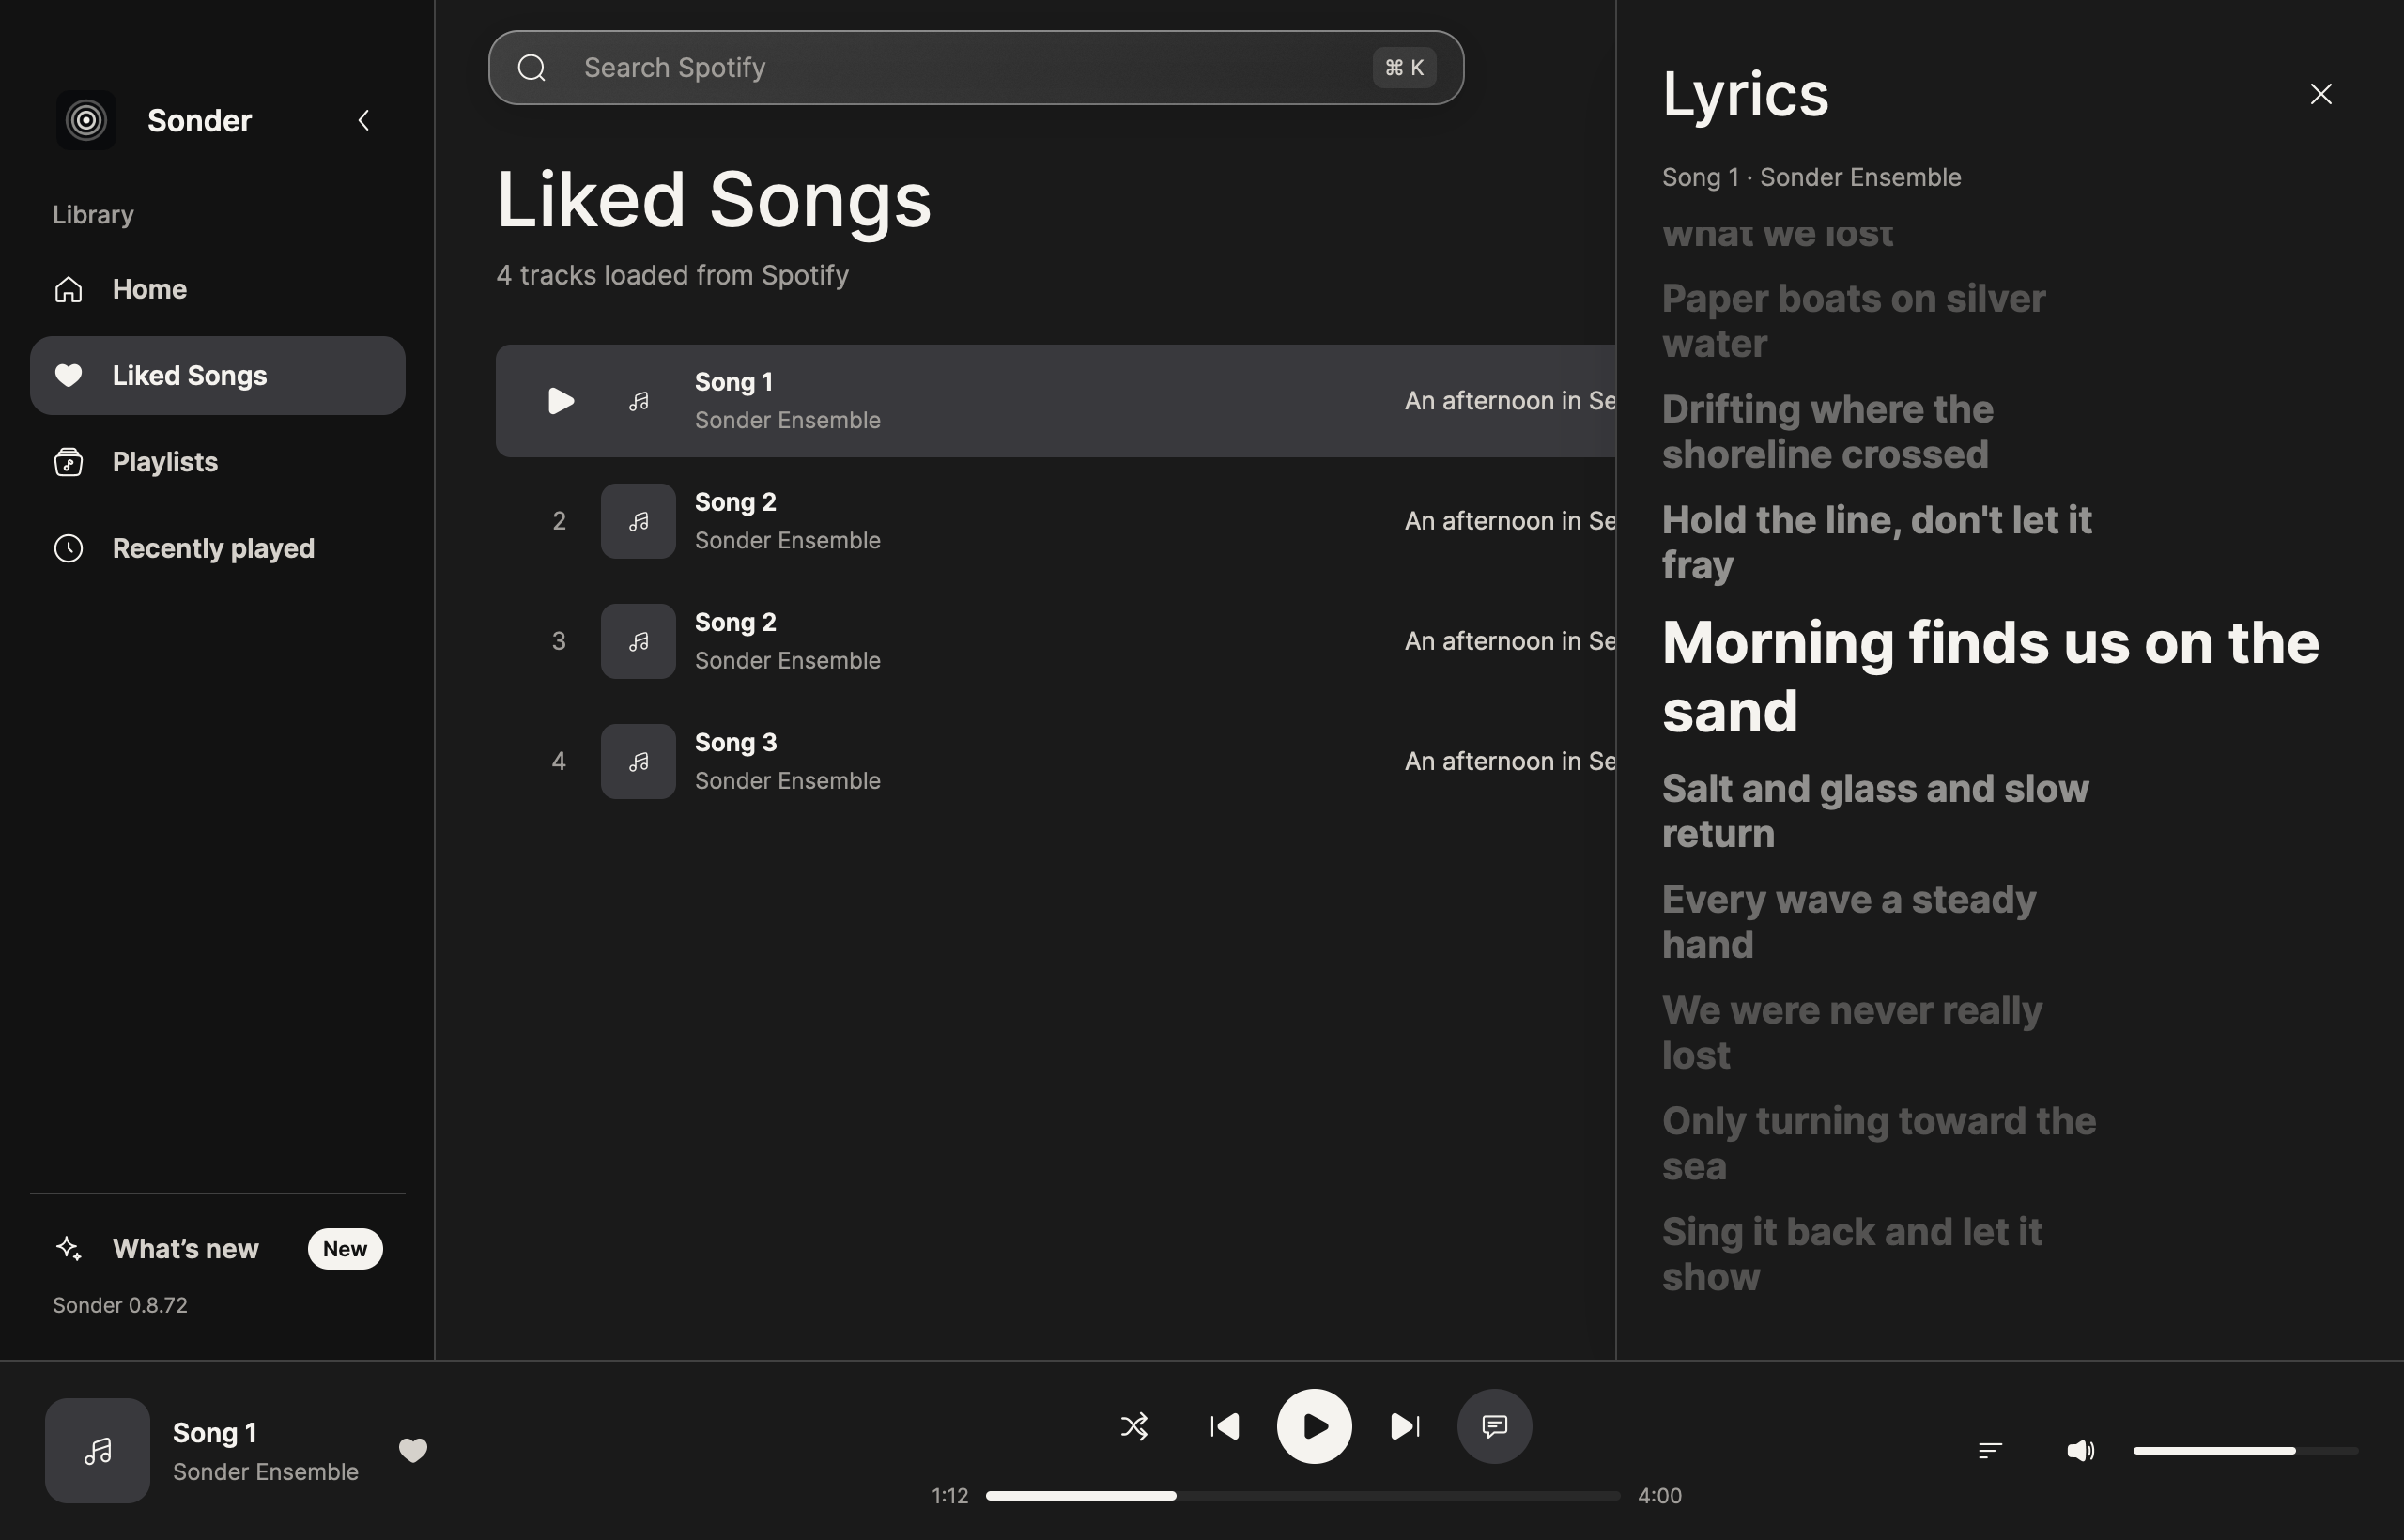 Sonder
Library
Home
Liked Songs
Playlists
Recently played
What’s new
New
Sonder 0.8.72
Search Spotify
⌘ K
Liked Songs
4 tracks loaded from Spotify
Song 1
Sonder Ensemble
An afternoon in Se
2
Song 2
Sonder Ensemble
An afternoon in Se
3
Song 2
Sonder Ensemble
An afternoon in Se
4
Song 3
Sonder Ensemble
An afternoon in Se
Lyrics
Song 1 · Sonder Ensemble
what we lost
Paper boats on silver
water
Drifting where the
shoreline crossed
Hold the line, don't let it
fray
Morning finds us on the
sand
Salt and glass and slow
return
Every wave a steady
hand
We were never really
lost
Only turning toward the
sea
Sing it back and let it
show
Song 1
Sonder Ensemble
1:12
4:00